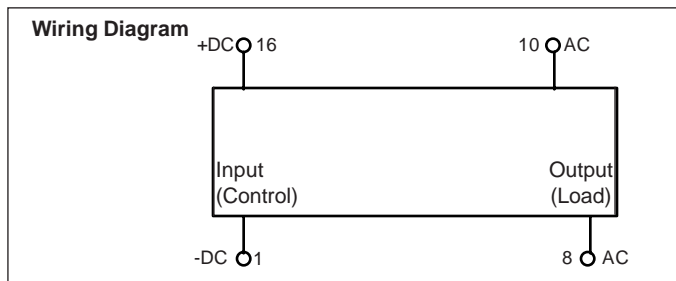 Wiring Diagram
+DC 16
10 AC
Input
(Control)
Output
(Load)
-DC 1
8 AC